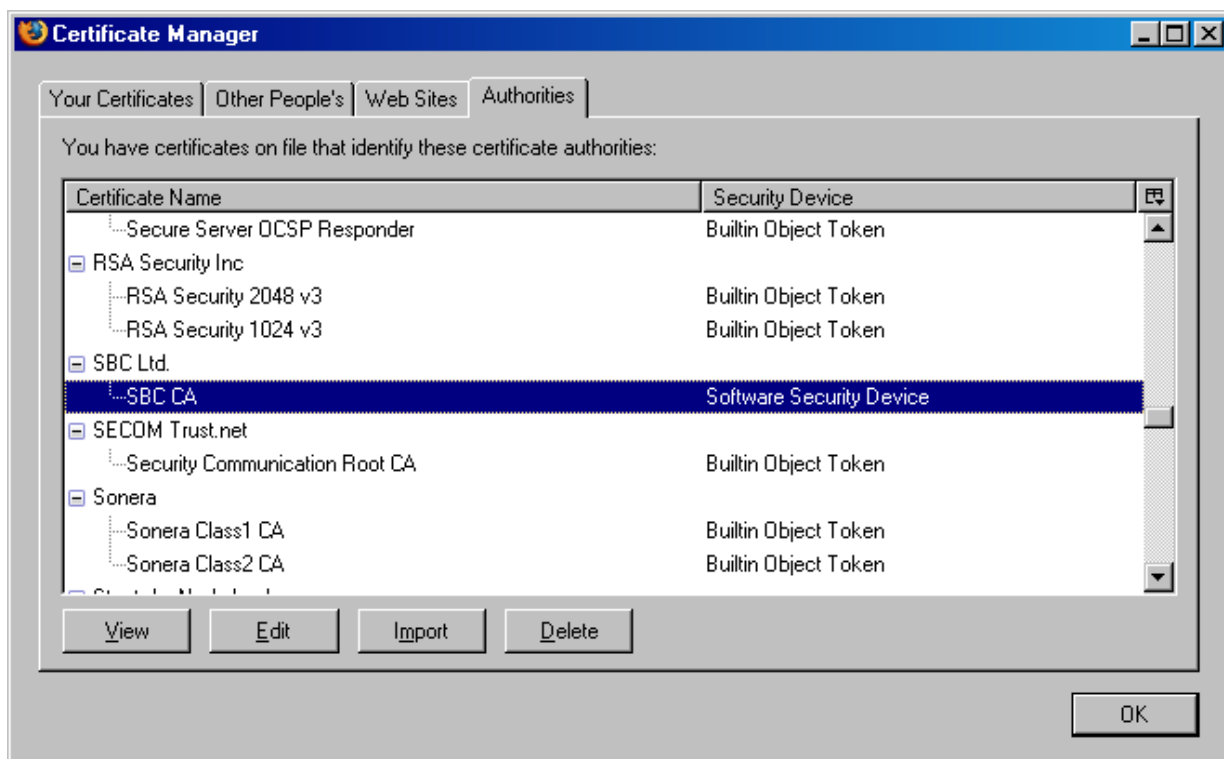 Certificate Manager
Your Certificates Other People's Web Sites Authorities
You have certificates on file that identify these certificate authorities:
Certificate Name Security Device
Secure Server OCSP Responder Builtin Object Token
RSA Security Inc
RSA Security 2048 v3 Builtin Object Token
RSA Security 1024 v3 Builtin Object Token
SBC Ltd.
SBC CA Software Security Device
SECOM Trust.net
Security Communication Root CA Builtin Object Token
Sonera
Sonera Class1 CA Builtin Object Token
Sonera Class2 CA Builtin Object Token
View Edit Import Delete
OK